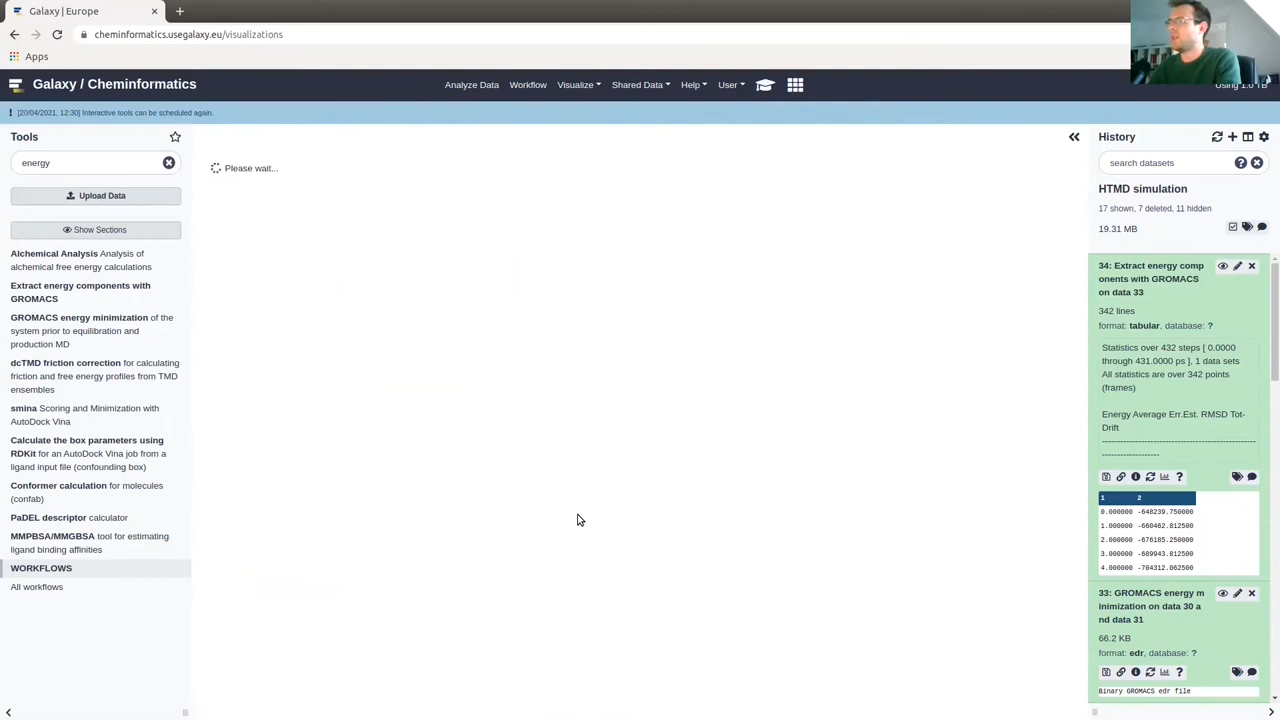 Galaxy | Europe
cheminformatics.usegalaxy.eu/visualizations
Apps
Galaxy / Cheminformatics
Analyze Data Workflow Visualize Shared Data Help User
[20/04/2021, 12:30] Interactive tools can be scheduled again.
Tools
energy
Upload Data
Show Sections
Alchemical Analysis Analysis of
alchemical free energy calculations
Extract energy components with
GROMACS
GROMACS energy minimization of the
system prior to equilibration and
production MD
dcTMD friction correction for calculating
friction and free energy profiles from TMD
ensembles
smina Scoring and Minimization with
AutoDock Vina
Calculate the box parameters using
RDKit for an AutoDock Vina job from a
ligand input file (confounding box)
Conformer calculation for molecules
(confab)
PaDEL descriptor calculator
MMPBSA/MMGBSA tool for estimating
ligand binding affinities
WORKFLOWS
All workflows
Please wait...
History
search datasets
HTMD simulation
17 shown, 7 deleted, 11 hidden
19.31 MB
34: Extract energy comp
onents with GROMACS
on data 33
342 lines
format: tabular, database: ?
Statistics over 432 steps [ 0.0000
through 431.0000 ps ], 1 data sets
All statistics are over 342 points
(frames)
Energy Average Err.Est. RMSD Tot-
Drift
-------------------------------------------------
------------------
1 2
0.000000 -648239.750000
1.000000 -660462.812500
2.000000 -676185.250000
3.000000 -689943.812500
4.000000 -704312.062500
33: GROMACS energy m
inimization on data 30 a
nd data 31
66.2 KB
format: edr, database: ?
Binary GROMACS edr file